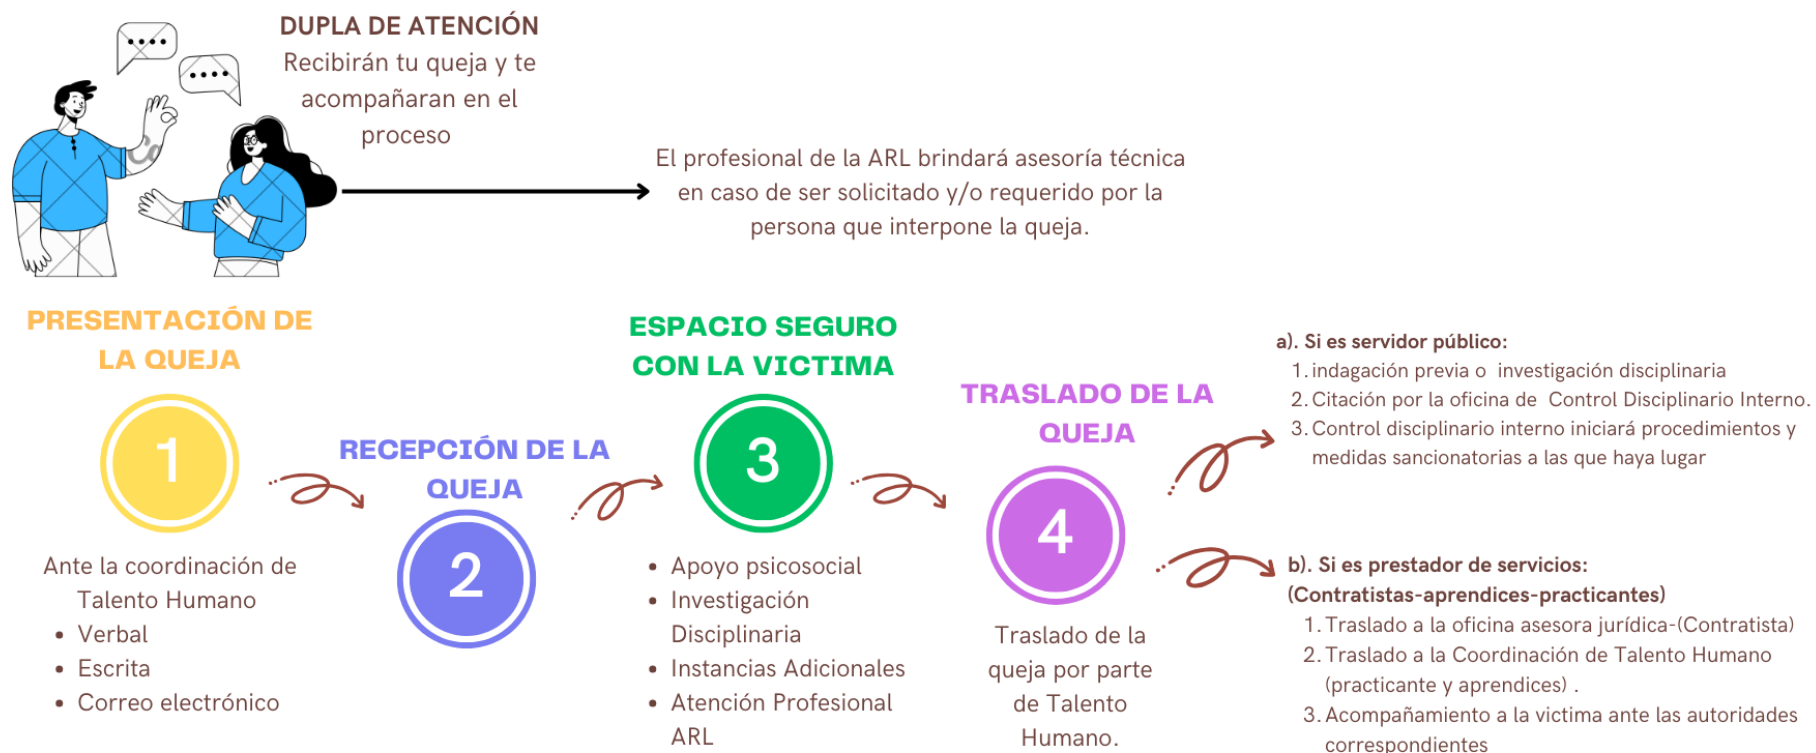 DUPLA DE ATENCIÓN
Recibirán tu queja y te
acompañaran en el
proceso
El profesional de la ARL brindará asesoría técnica
en caso de ser solicitado y/o requerido por la
persona que interpone la queja.
PRESENTACIÓN DE
LA QUEJA
1
Ante la coordinación de
Talento Humano
• Verbal
• Escrita
• Correo electrónico
RECEPCIÓN DE LA
QUEJA
2
ESPACIO SEGURO
CON LA VICTIMA
3
• Apoyo psicosocial
• Investigación
Disciplinaria
• Instancias Adicionales
• Atención Profesional
ARL
TRASLADO DE LA
QUEJA
4
Traslado de la
queja por parte
de Talento
Humano.
a). Si es servidor público:
1. indagación previa o investigación disciplinaria
2. Citación por la oficina de Control Disciplinario Interno.
3. Control disciplinario interno iniciará procedimientos y
medidas sancionatorias a las que haya lugar
b). Si es prestador de servicios:
(Contratistas-aprendices-practicantes)
1. Traslado a la oficina asesora jurídica-(Contratista)
2. Traslado a la Coordinación de Talento Humano
(practicante y aprendices) .
3. Acompañamiento a la victima ante las autoridades
correspondientes